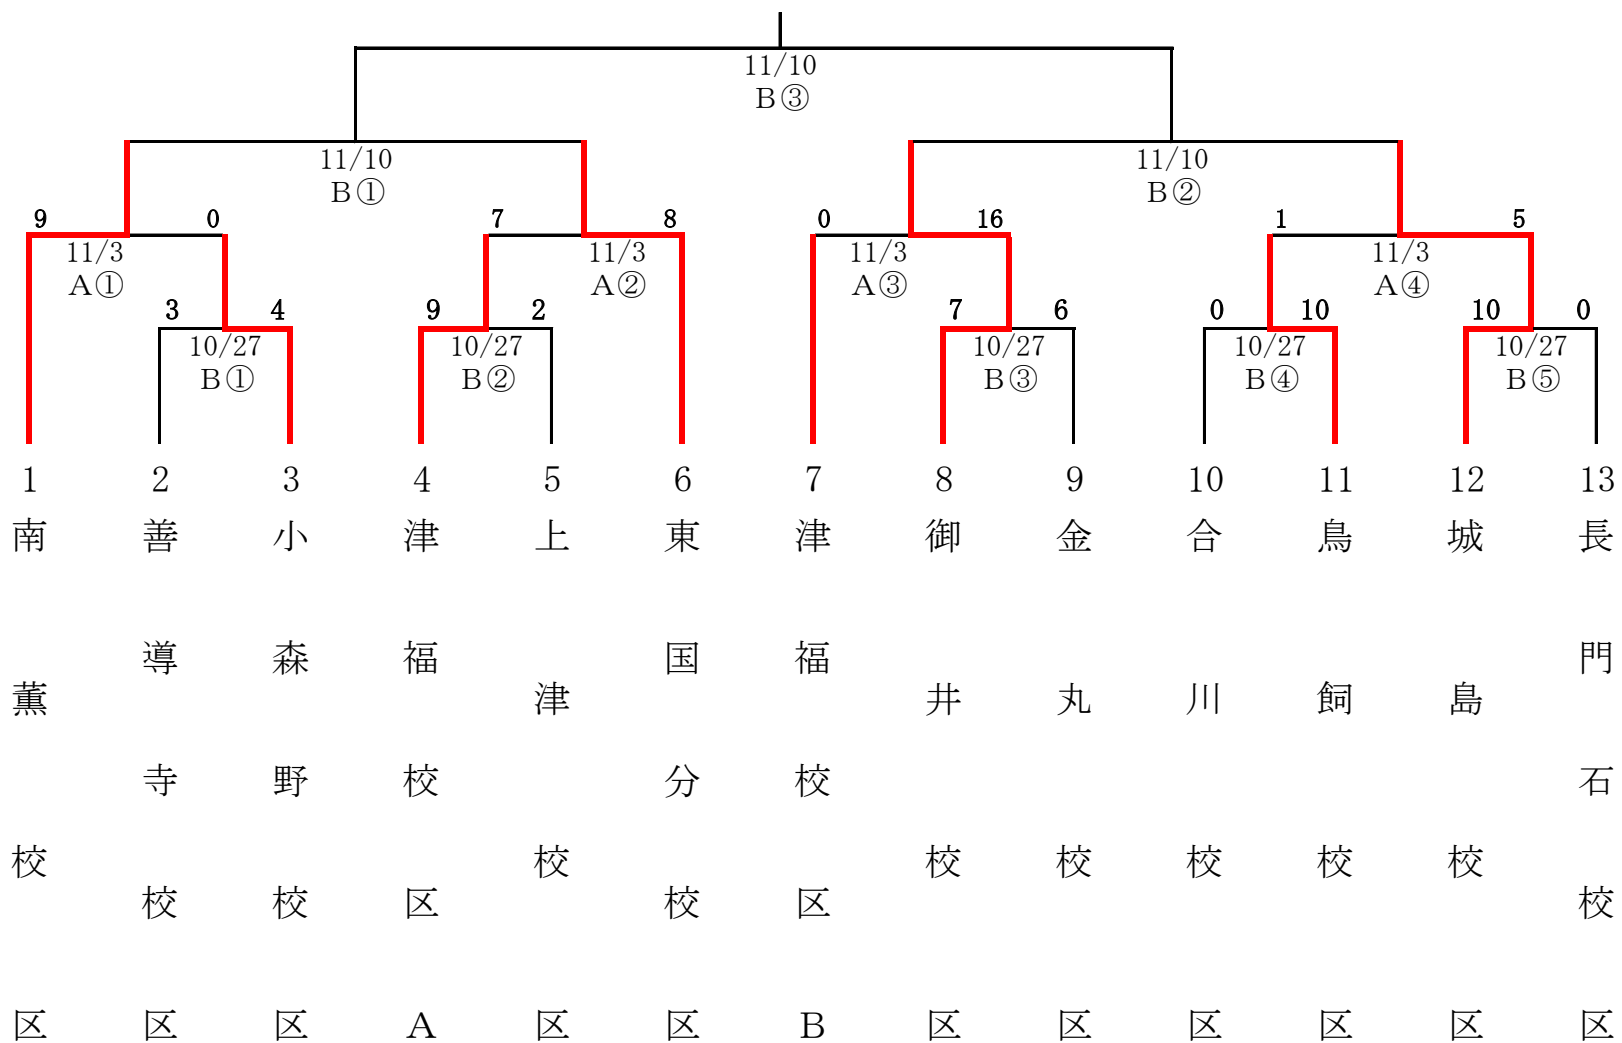 11/10
B③
11/10
B①
11/10
B②
9 0 7 8 0 16 1 5
11/3 11/3 11/3 11/3
A① A② A③ A④
3 4 9 2 7 6 0 10 10 0
10/27 10/27 10/27 10/27 10/27
B① B② B③ B④ B⑤
1 2 3 4 5 6 7 8 9 10 11 12 13
南薫校区
善導寺校区
小森野校区
津福校区A
上津校区
東国分校区
津福校区B
御井校区
金丸校区
合川校区
鳥飼校区
城島校区
長門石校区